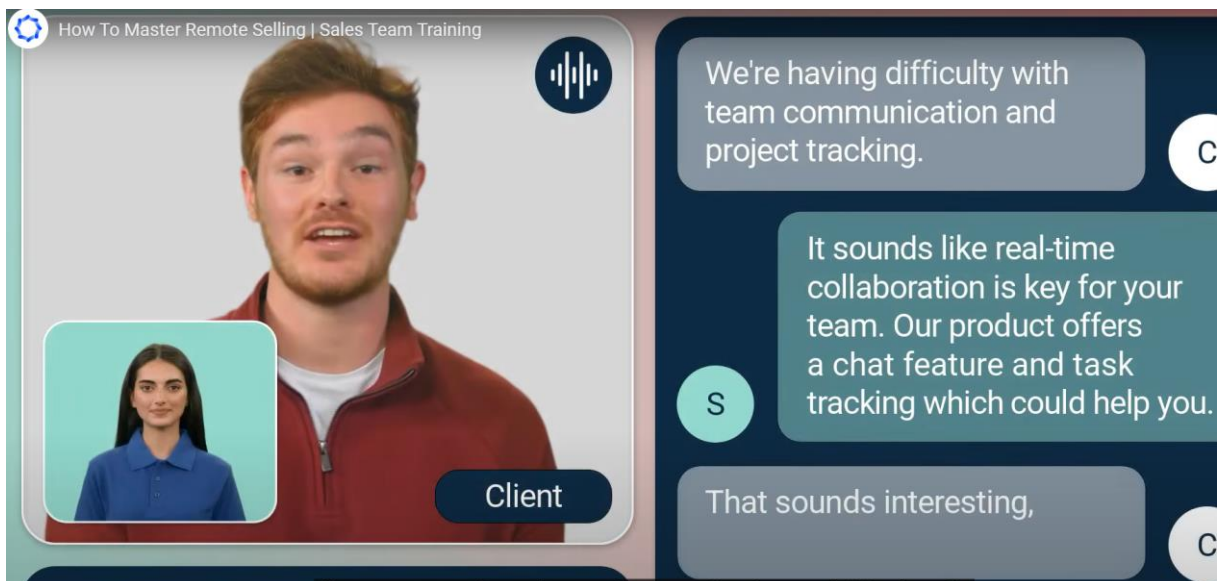 How To Master Remote Selling | Sales Team Training
Client
We're having difficulty with
team communication and
project tracking.
C
It sounds like real-time
collaboration is key for your
team. Our product offers
a chat feature and task
tracking which could help you.
S
That sounds interesting,
C